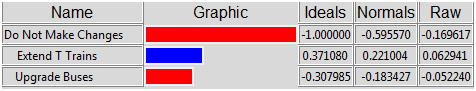 Name Graphic Ideals Normals Raw
Do Not Make Changes -1.000000 -0.595570 -0.169617
Extend T Trains 0.371080 0.221004 0.062941
Upgrade Buses -0.307985 -0.183427 -0.052240